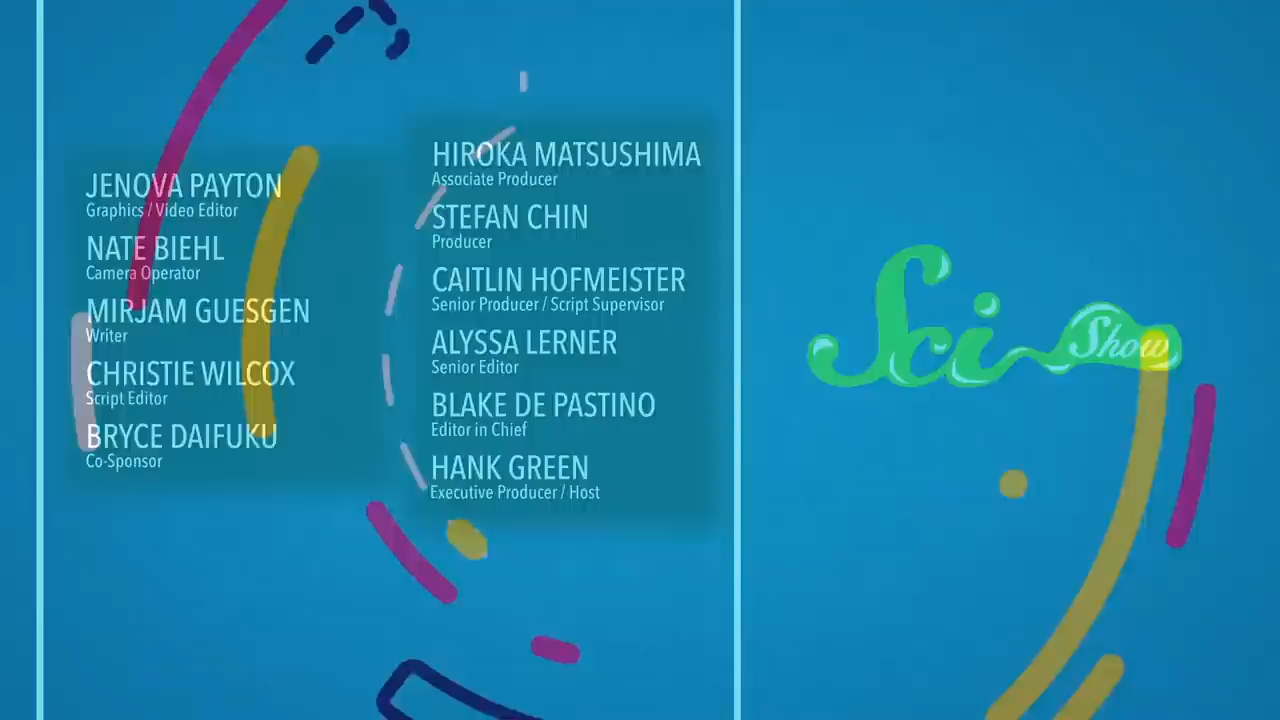 JENOVA PAYTON
Graphics / Video Editor
NATE BIEHL
Camera Operator
MIRJAM GUESGEN
Writer
CHRISTIE WILCOX
Script Editor
BRYCE DAIFUKU
Co-Sponsor
HIROKA MATSUSHIMA
Associate Producer
STEFAN CHIN
Producer
CAITLIN HOFMEISTER
Senior Producer / Script Supervisor
ALYSSA LERNER
Senior Editor
BLAKE DE PASTINO
Editor in Chief
HANK GREEN
Executive Producer / Host
Sci Show